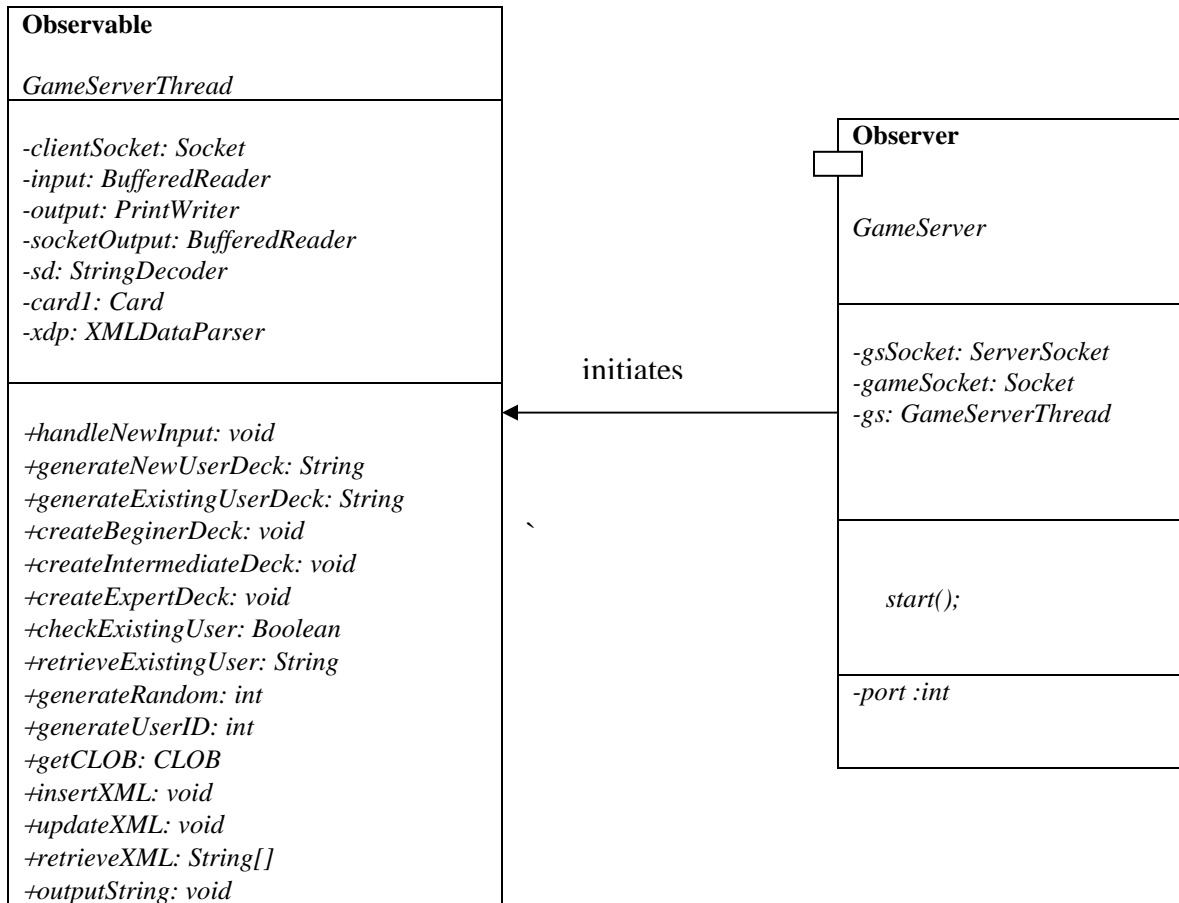 Observable
GameServerThread
-clientSocket: Socket
-input: BufferedReader
-output: PrintWriter
-socketOutput: BufferedReader
-sd: StringDecoder
-card1: Card
-xdp: XMLDataParser
+handleNewInput: void
+generateNewUserDeck: String
+generateExistingUserDeck: String
+createBeginerDeck: void
+createIntermediateDeck: void
+createExpertDeck: void
+checkExistingUser: Boolean
+retrieveExistingUser: String
+generateRandom: int
+generateUserID: int
+getCLOB: CLOB
+insertXML: void
+updateXML: void
+retrieveXML: String[]
+outputString: void
initiates
`
Observer
GameServer
-gsSocket: ServerSocket
-gameSocket: Socket
-gs: GameServerThread
start();
-port :int